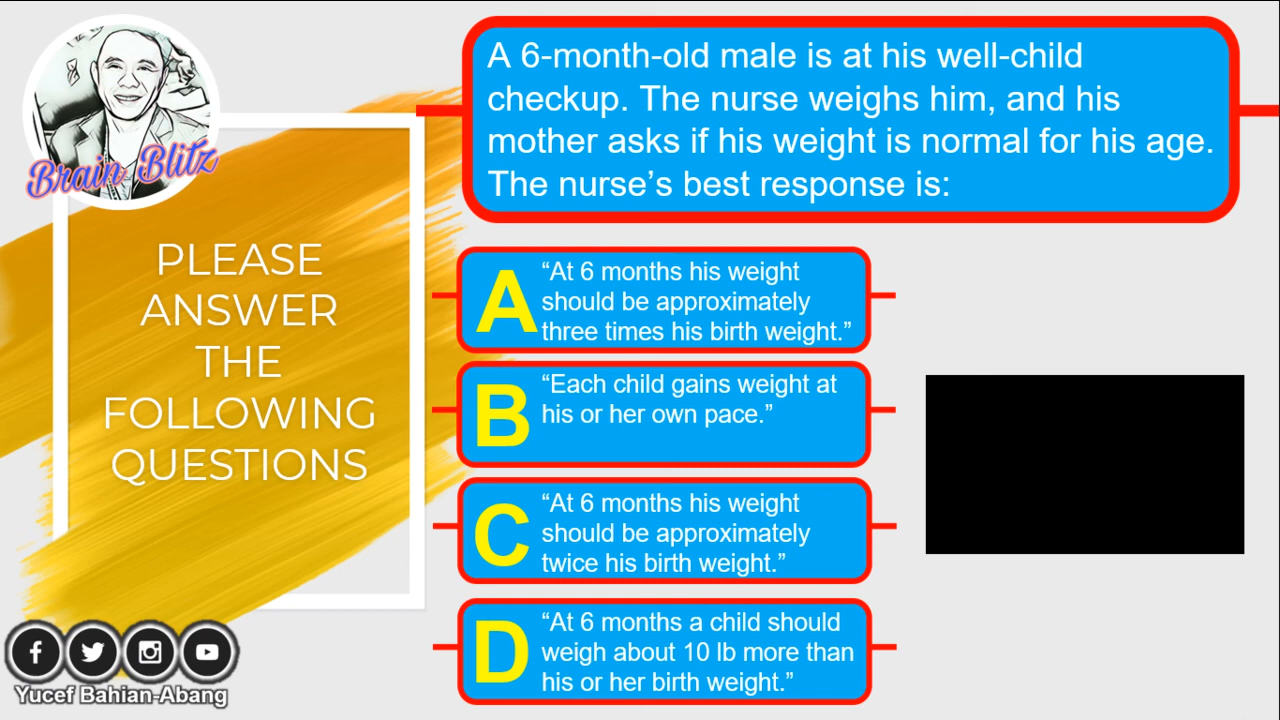 Brain Blitz
PLEASE
ANSWER
THE
FOLLOWING
QUESTIONS
Yucef Bahian-Abang
A 6-month-old male is at his well-child
checkup. The nurse weighs him, and his
mother asks if his weight is normal for his age.
The nurse’s best response is:
A
“At 6 months his weight
should be approximately
three times his birth weight.”
B
“Each child gains weight at
his or her own pace.”
C
“At 6 months his weight
should be approximately
twice his birth weight.”
D
“At 6 months a child should
weigh about 10 lb more than
his or her birth weight.”